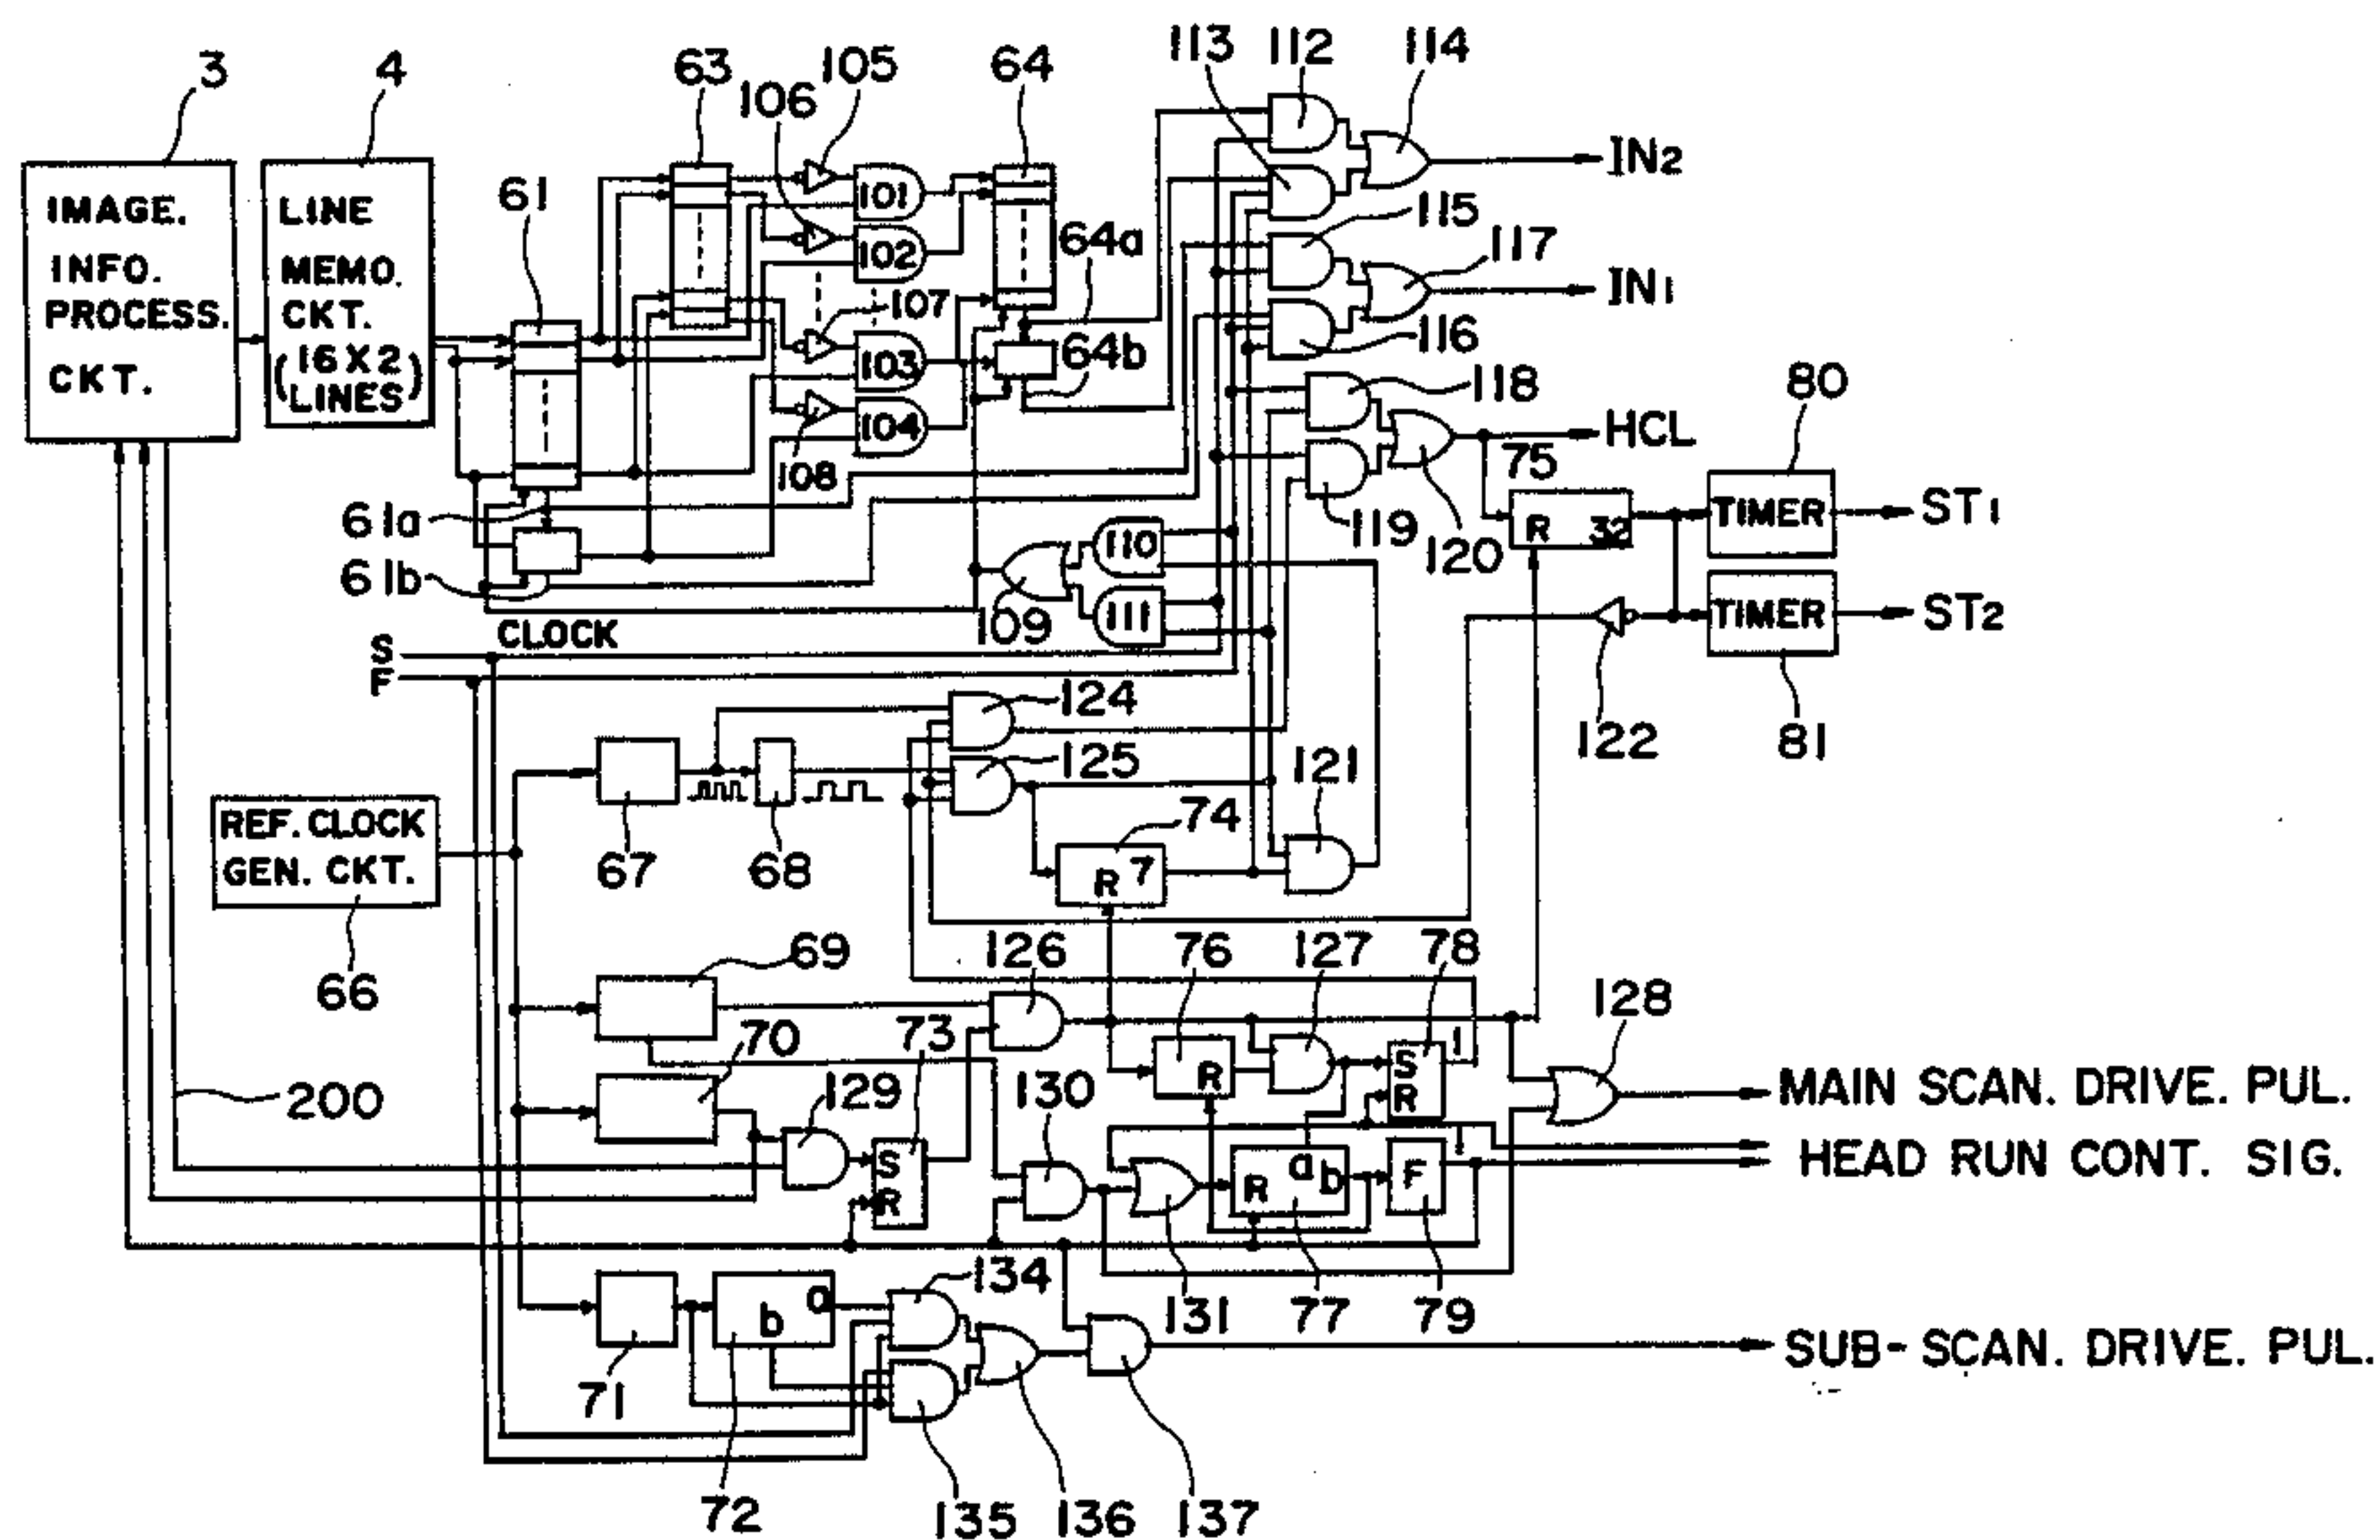 3
4
63
106
105
64
113
112
114
IN2
IMAGE.
INFO.
PROCESS.
CKT.
LINE
MEMO.
CKT.
(16X2)
(LINES)
61
101
102
107
103
104
108
64a
64b
115
117
IN1
116
118
HCL
80
75
R 32
TIMER
ST1
119
120
61a
61b
110
111
109
CLOCK
S
F
TIMER
ST2
122
81
124
125
121
REF. CLOCK
GEN. CKT.
67
68
74
R 7
66
69
126
76
127
78
128
70
73
R
S 1
R
MAIN SCAN. DRIVE. PUL.
200
129
130
1
HEAD RUN CONT. SIG.
S
R
R a b
F
134
131
77
79
a
b
71
SUB- SCAN. DRIVE. PUL.
72
135
136
137